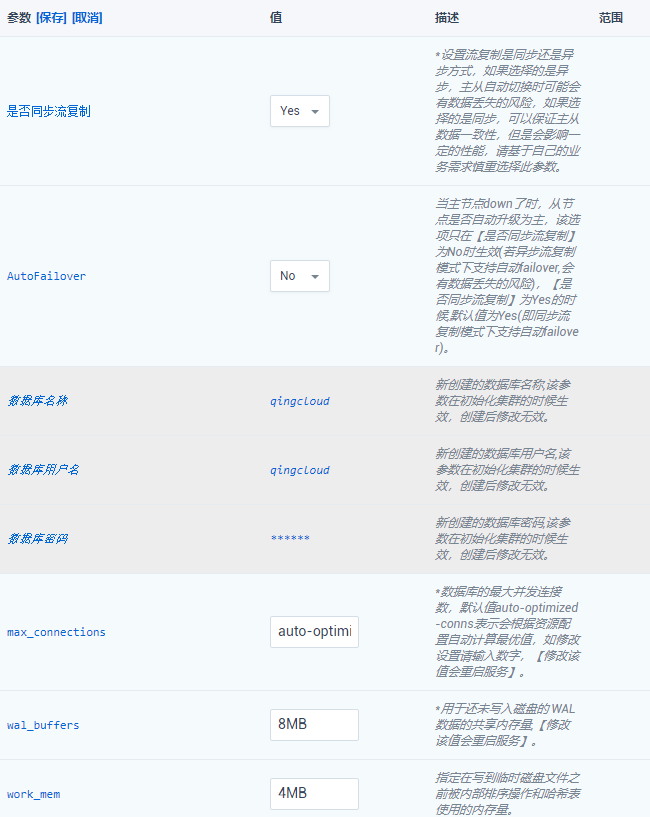 参数 [保存] [取消] 值 描述 范围
*设置流复制是同步还是异
步方式，如果选择的是异
步，主从自动切换时可能会
有数据丢失的风险，如果选
择的是同步，可以保证主从
数据一致性，但是会影响一
定的性能，请基于自己的业
务需求慎重选择此参数。
是否同步流复制 Yes
当主节点down了时，从节
点是否自动升级为主，该选
项只在【是否同步流复制】
为No时生效(若异步流复制
模式下支持自动failover,会
有数据丢失的风险)，【是
否同步流复制】为Yes的时
候,默认值为Yes(即同步流
复制模式下支持自动failove
r)。
AutoFailover No
新创建的数据库名称,该参
数在初始化集群的时候生
效，创建后修改无效。
数据库名称 qingcloud
新创建的数据库用户名,该
参数在初始化集群的时候生
效，创建后修改无效。
数据库用户名 qingcloud
新创建的数据库密码,该参
数在初始化集群的时候生
效，创建后修改无效。
数据库密码 ******
*数据库的最大并发连接
数，默认值auto-optimized
-conns表示会根据资源配
置自动计算最优值，如修改
设置请输入数字，【修改该
值会重启服务】。
max_connections auto-optimi
*用于还未写入磁盘的 WAL
数据的共享内存量,【修改
该值会重启服务】。
wal_buffers 8MB
指定在写到临时磁盘文件之
前被内部排序操作和哈希表
使用的内存量。
work_mem 4MB